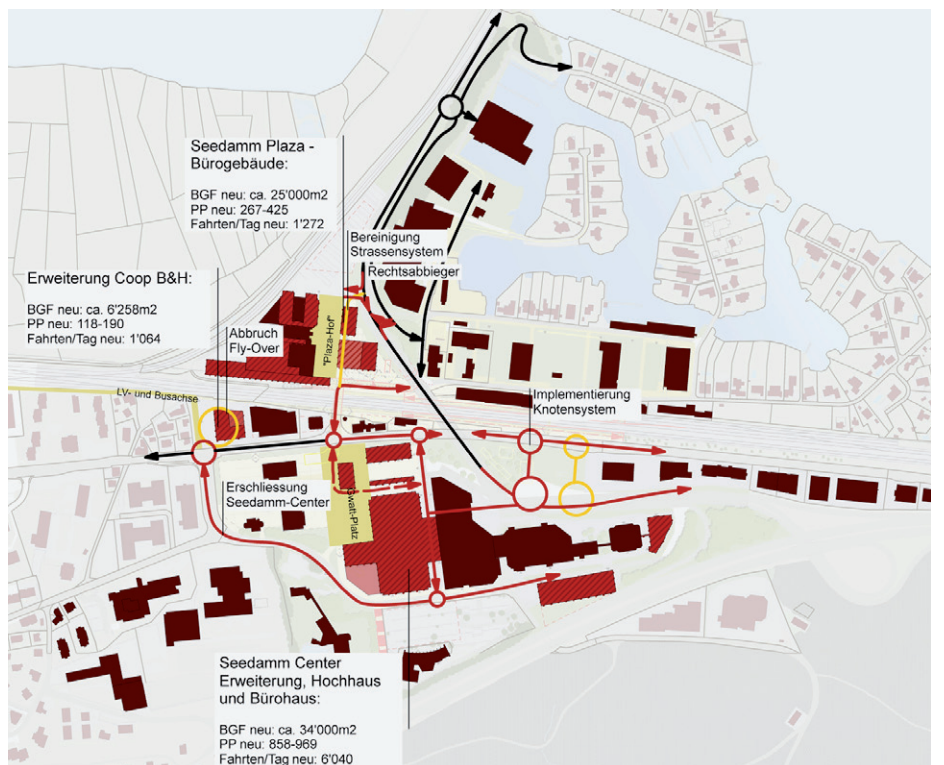 Seedamm Plaza -
Bürogebäude:
BGF neu: ca. 25'000m2
PP neu: 267-425
Fahrten/Tag neu: 1'272
Bereinigung
Strassensystem
Rechtsabbieger
Erweiterung Coop B&H:
BGF neu: ca. 6'258m2
PP neu: 118-190
Fahrten/Tag neu: 1'064
Abbruch
Fly-Over
"Plaza-Hof"
LV- und Busachse
Implementierung
Knotensystem
Erschliessung
Seedamm-Center
Gwatt-Platz
Seedamm Center
Erweiterung, Hochhaus
und Bürohaus:
BGF neu: ca. 34'000m2
PP neu: 858-969
Fahrten/Tag neu: 6'040